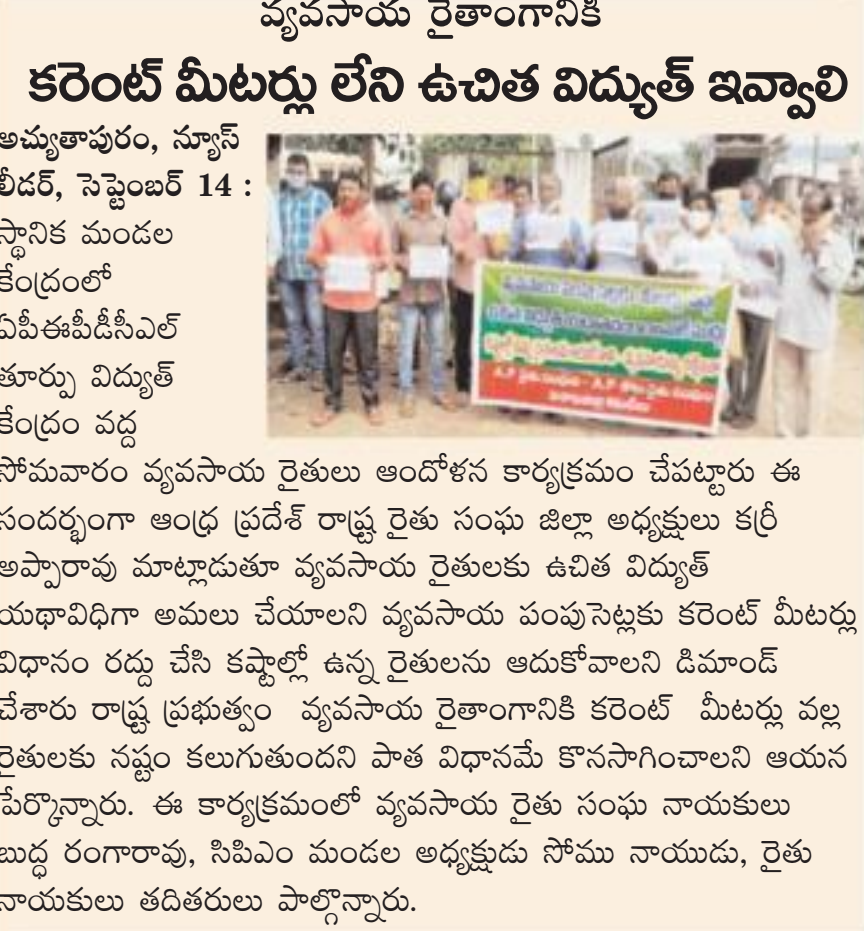 వ్యవసాయ రైతాంగానికి
కరెంట్ మీటర్లు లేని ఉచిత విద్యుత్ ఇవ్వాలి
అచ్యుతాపురం, న్యూస్
లీడర్, సెప్టెంబర్ 14 :
స్థానిక మండల
కేంద్రంలో
ఏపీఈపీడీసీఎల్
తూర్పు విద్యుత్
కేంద్రం వద్ద
సోమవారం వ్యవసాయ రైతులు ఆందోళన కార్యక్రమం చేపట్టారు ఈ
సందర్భంగా ఆంధ్ర ప్రదేశ్ రాష్ట్ర రైతు సంఘ జిల్లా అధ్యక్షులు కర్రీ
అప్పారావు మాట్లాడుతూ వ్యవసాయ రైతులకు ఉచిత విద్యుత్
యథావిధిగా అమలు చేయాలని వ్యవసాయ పంపుసెట్లకు కరెంట్ మీటర్లు
విధానం రద్దు చేసి కష్టాల్లో ఉన్న రైతులను ఆదుకోవాలని డిమాండ్
చేశారు రాష్ట్ర ప్రభుత్వం వ్యవసాయ రైతాంగానికి కరెంట్ మీటర్లు వల్ల
రైతులకు నష్టం కలుగుతుందని పాత విధానమే కొనసాగించాలని ఆయన
పేర్కొన్నారు. ఈ కార్యక్రమంలో వ్యవసాయ రైతు సంఘ నాయకులు
బుద్ధ రంగారావు, సిపిఎం మండల అధ్యక్షుడు సోము నాయుడు, రైతు
నాయకులు తదితరులు పాల్గొన్నారు.